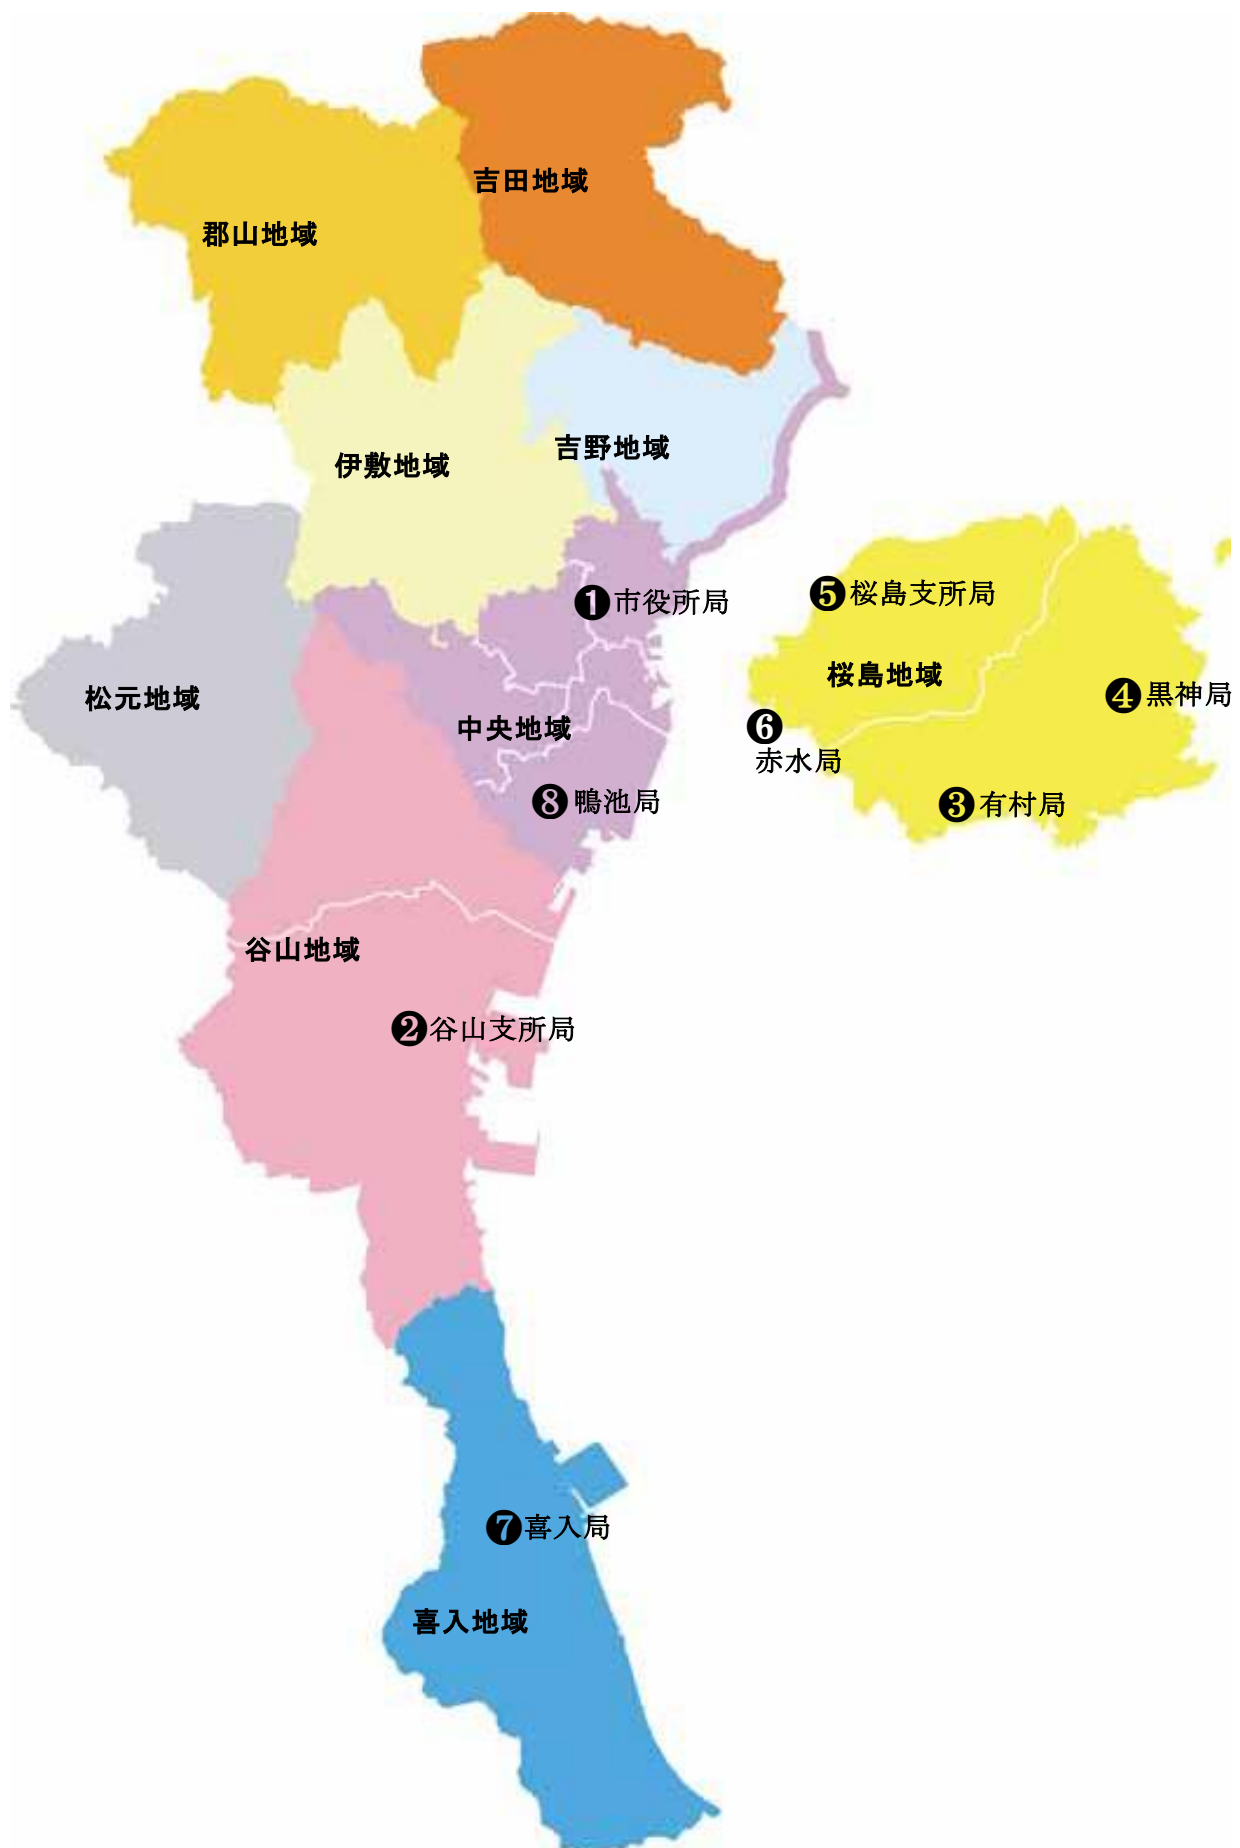 吉田地域
郡山地域
吉野地域
伊敷地域
❶市役所局
❺桜島支所局
桜島地域
❹黒神局
松元地域
中央地域
❻
赤水局
❽鴨池局
❸有村局
谷山地域
❷谷山支所局
❼喜入局
喜入地域